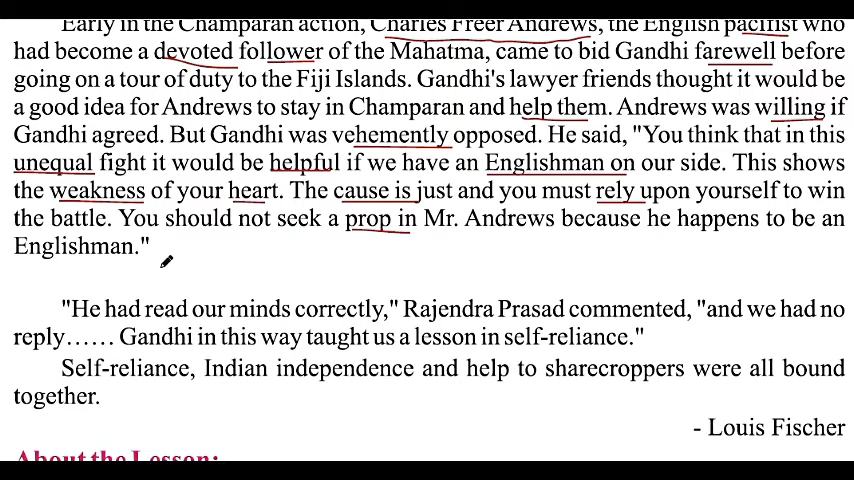 Early in the Champaran action, Charles Freer Andrews, the English pacifist who
had become a devoted follower of the Mahatma, came to bid Gandhi farewell before
going on a tour of duty to the Fiji Islands. Gandhi's lawyer friends thought it would be
a good idea for Andrews to stay in Champaran and help them. Andrews was willing if
Gandhi agreed. But Gandhi was vehemently opposed. He said, "You think that in this
unequal fight it would be helpful if we have an Englishman on our side. This shows
the weakness of your heart. The cause is just and you must rely upon yourself to win
the battle. You should not seek a prop in Mr. Andrews because he happens to be an
Englishman."
"He had read our minds correctly," Rajendra Prasad commented, "and we had no
reply...... Gandhi in this way taught us a lesson in self-reliance."
Self-reliance, Indian independence and help to sharecroppers were all bound
together.
- Louis Fischer
About the Lesson: